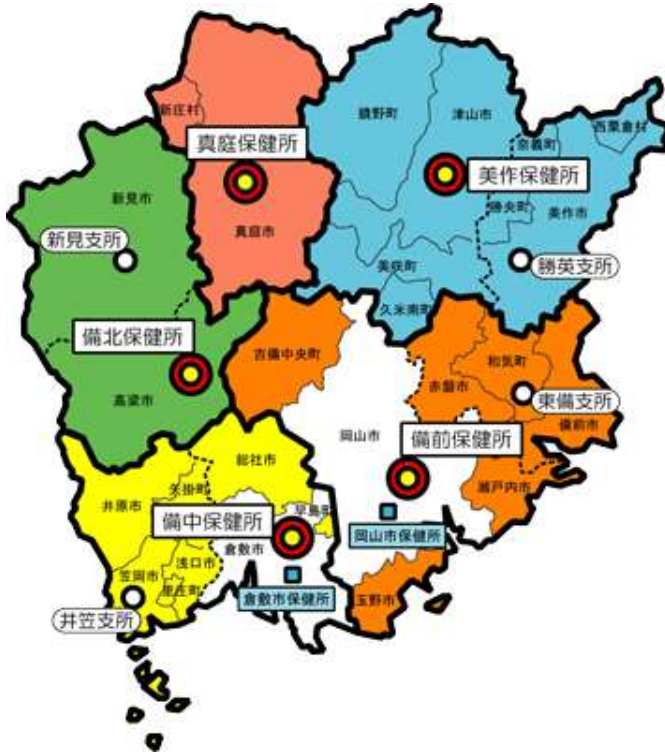 新庄村
真庭保健所
真庭市
鏡野町
津山市
西粟倉村
奈義町
美作保健所
勝央町
美作市
勝英支所
美咲町
久米南町
新見市
新見支所
備北保健所
高梁市
吉備中央町
岡山市
赤磐市
和気町
東備支所
備前市
備前保健所
瀬戸内市
岡山市保健所
玉野市
総社市
矢掛町
井原市
備中保健所
早島町
倉敷市
浅口市
笠岡市
里庄町
倉敷市保健所
井笠支所